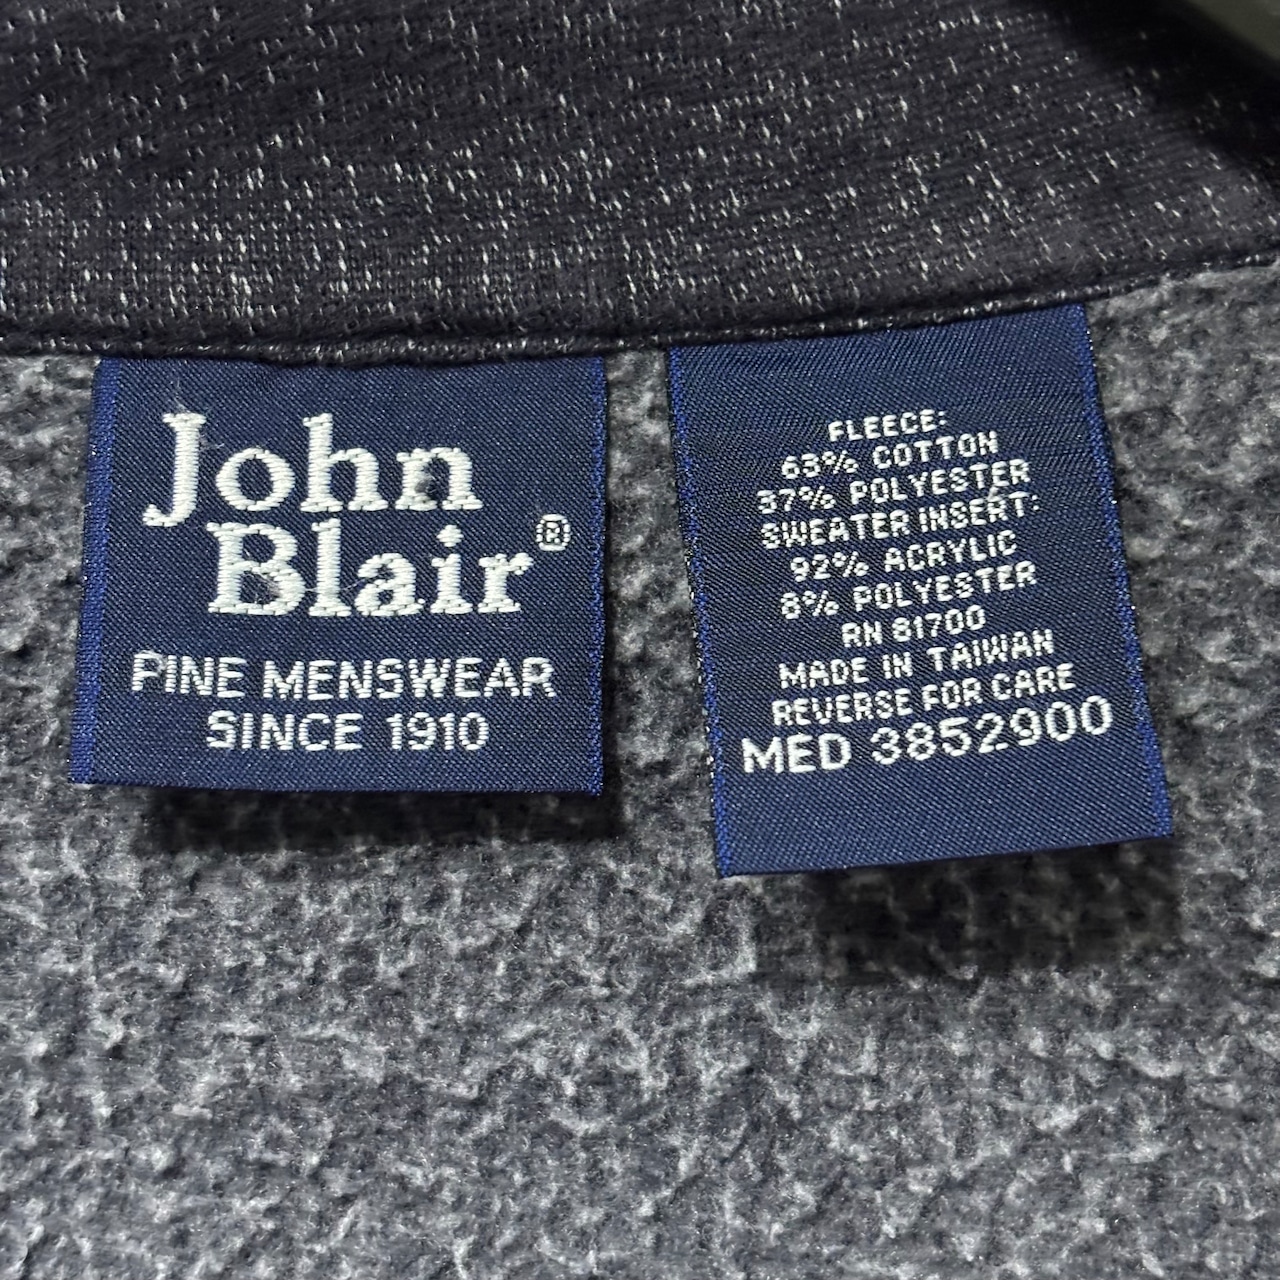 John
Blair®
FINE MENSWEAR
SINCE 1910
FLEECE:
63% COTTON
37% POLYESTER
SWEATER INSERT:
92% ACRYLIC
8% POLYESTER
RN 81700
MADE IN TAIWAN
REVERSE FOR CARE
MED 3852900